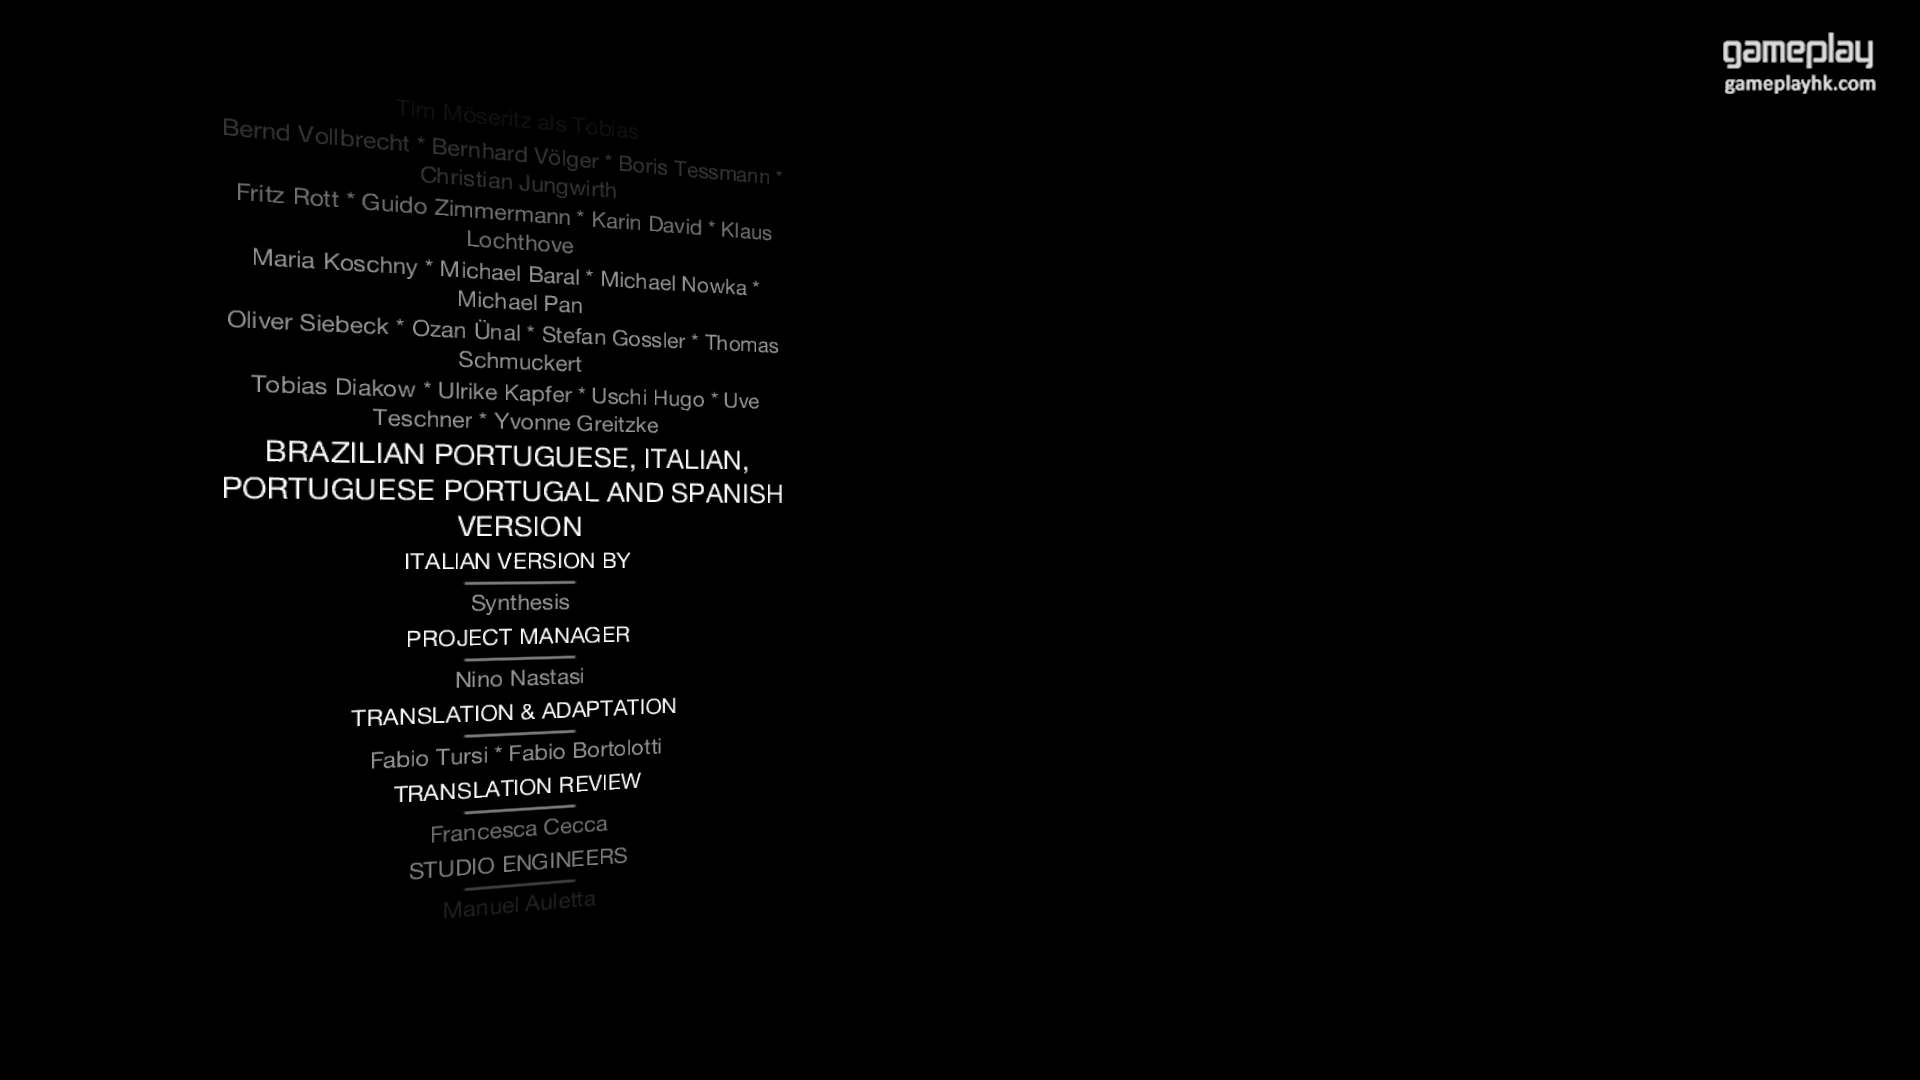 gameplay
gameplayhk.com
Tim Möseritz als Tobias
Bernd Vollbrecht * Bernhard Völger * Boris Tessmann *
Christian Jungwirth
Fritz Rott * Guido Zimmermann * Karin David * Klaus
Lochthove
Maria Koschny * Michael Baral * Michael Nowka *
Michael Pan
Oliver Siebeck * Ozan Ünal * Stefan Gossler * Thomas
Schmuckert
Tobias Diakow * Ulrike Kapfer * Uschi Hugo * Uve
Teschner * Yvonne Greitzke
BRAZILIAN PORTUGUESE, ITALIAN,
PORTUGUESE PORTUGAL AND SPANISH
VERSION
ITALIAN VERSION BY
Synthesis
PROJECT MANAGER
Nino Nastasi
TRANSLATION & ADAPTATION
Fabio Tursi * Fabio Bortolotti
TRANSLATION REVIEW
Francesca Cecca
STUDIO ENGINEERS
Manuel Auletta